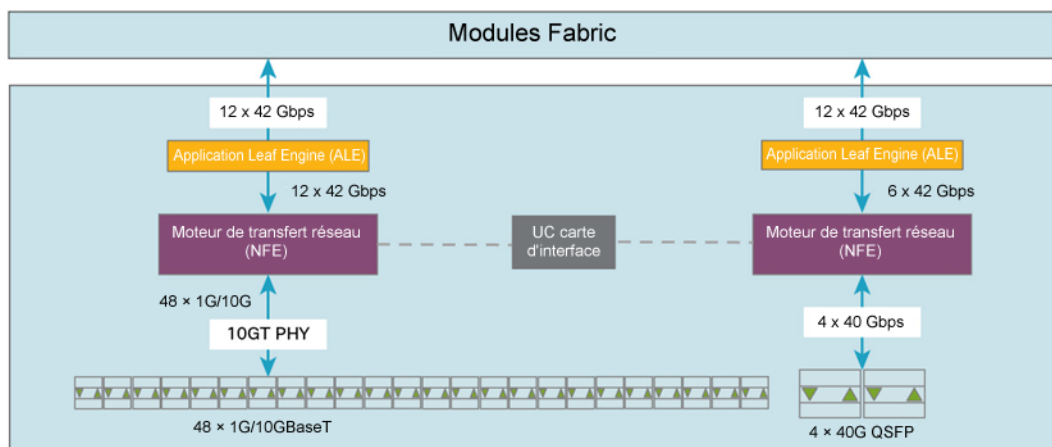 Modules Fabric
12 x 42 Gbps
12 x 42 Gbps
Application Leaf Engine (ALE)
Application Leaf Engine (ALE)
12 x 42 Gbps
6 x 42 Gbps
Moteur de transfert réseau
(NFE)
UC carte
d'interface
Moteur de transfert réseau
(NFE)
48 × 1G/10G
10GT PHY
4 x 40 Gbps
48 × 1G/10GBaseT
4 × 40G QSFP